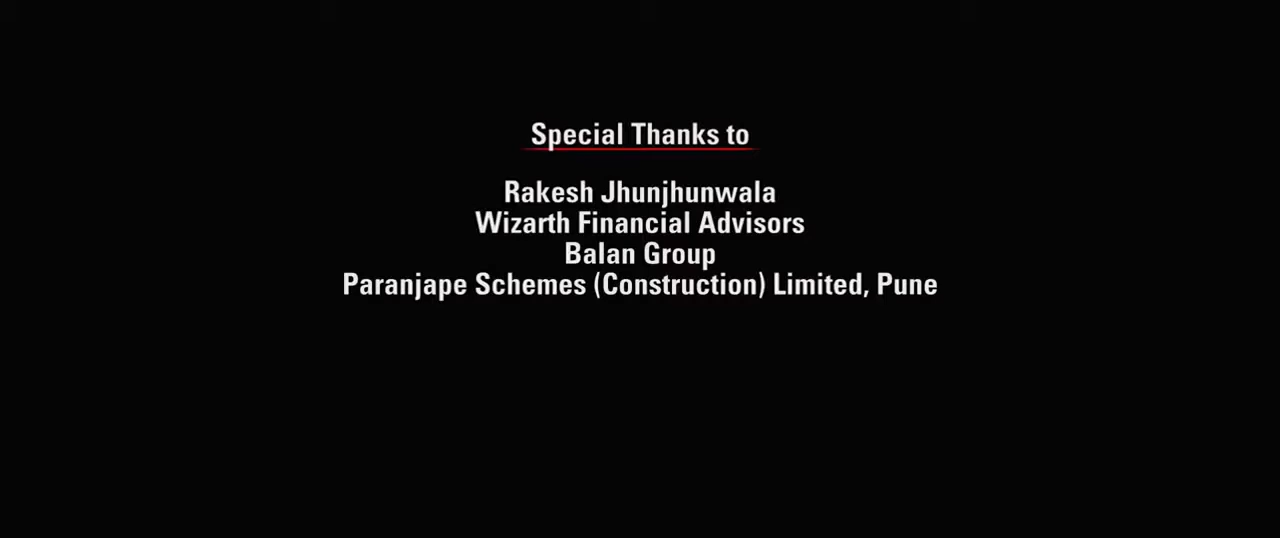 Special Thanks to
Rakesh Jhunjhunwala
Wizarth Financial Advisors
Balan Group
Paranjape Schemes (Construction) Limited, Pune